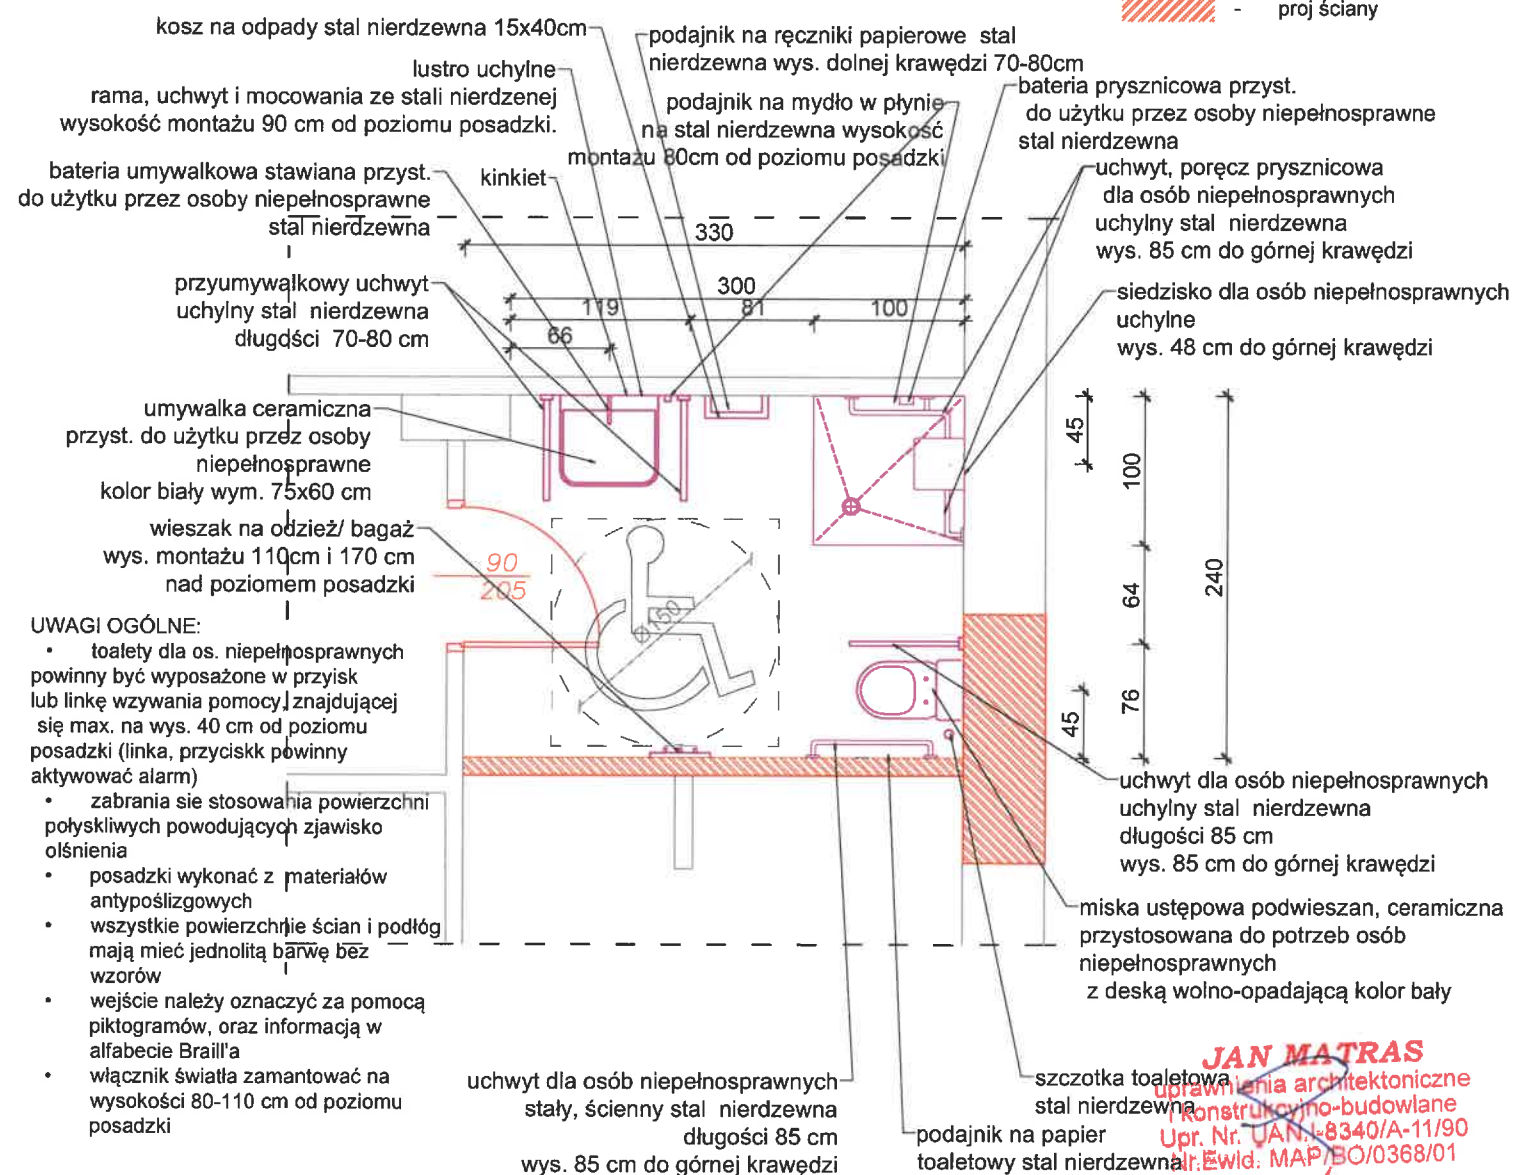 - proj ściany
kosz na odpady stal nierdzewna 15x40cm
podajnik na ręczniki papierowe stal
nierdzewna wys. dolnej krawędzi 70-80cm
lustro uchylne
rama, uchwyt i mocowania ze stali nierdzenej
wysokość montażu 90 cm od poziomu posadzki.
podajnik na mydło w płynie
na stal nierdzewna wysokość
montażu 80cm od poziomu posadzki
bateria prysznicowa przyst.
do użytku przez osoby niepełnosprawne
stal nierdzewna
bateria umywalkowa stawiana przyst.
do użytku przez osoby niepełnosprawne
stal nierdzewna
kinkiet
uchwyt, poręcz prysznicowa
dla osób niepełnosprawnych
uchylny stal nierdzewna
wys. 85 cm do górnej krawędzi
330
300
119
81
100
66
przyumywalkowy uchwyt
uchylny stal nierdzewna
długości 70-80 cm
siedzisko dla osób niepełnosprawnych
uchylne
wys. 48 cm do górnej krawędzi
umywalka ceramiczna
przyst. do użytku przez osoby
niepełnosprawne
kolor biały wym. 75x60 cm
45
100
64
240
76
45
wieszak na odzież/ bagaż
wys. montażu 110cm i 170 cm
nad poziomem posadzki
90
205
Ø150
UWAGI OGÓLNE:
• toalety dla os. niepełnosprawnych
powinny być wyposażone w przyisk
lub linkę wzywania pomocy, znajdującej
się max. na wys. 40 cm od poziomu
posadzki (linka, przyciskk powinny
aktywować alarm)
• zabrania sie stosowania powierzchni
połyskliwych powodujących zjawisko
olśnienia
• posadzki wykonać z materiałów
antypoślizgowych
• wszystkie powierzchnie ścian i podłóg
mają mieć jednolitą barwę bez
wzorów
• wejście należy oznaczyć za pomocą
piktogramów, oraz informacją w
alfabecie Braill'a
• włącznik światła zamantować na
wysokości 80-110 cm od poziomu
posadzki
uchwyt dla osób niepełnosprawnych
uchylny stal nierdzewna
długości 85 cm
wys. 85 cm do górnej krawędzi
miska ustępowa podwieszan, ceramiczna
przystosowana do potrzeb osób
niepełnosprawnych
z deską wolno-opadającą kolor bały
uchwyt dla osób niepełnosprawnych
stały, ścienny stal nierdzewna
długości 85 cm
wys. 85 cm do górnej krawędzi
szczotka toaletowa
stal nierdzewna
podajnik na papier
toaletowy stal nierdzewna
JAN MATRAS
uprawnienia architektoniczne
i konstrukcyjno-budowlane
Upr. Nr. UAN.I-8340/A-11/90
Nr.Ewid. MAP/BO/0368/01